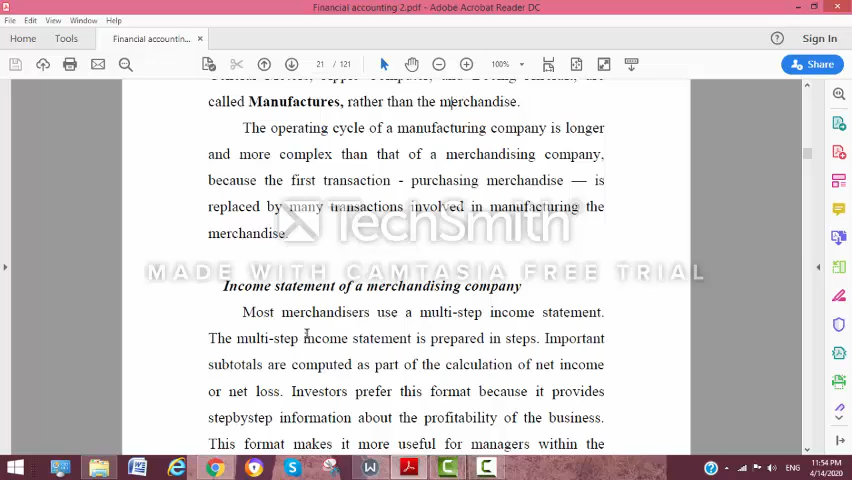 Financial accounting 2.pdf - Adobe Acrobat Reader DC
File Edit View Window Help
Home Tools Financial accountin... × Sign In
21 / 121 100% Share
called Manufactures, rather than the merchandise.
The operating cycle of a manufacturing company is longer
and more complex than that of a merchandising company,
because the first transaction - purchasing merchandise — is
replaced by many transactions involved in manufacturing the
merchandise.
TechSmith
MADE WITH CAMTASIA FREE TRIAL
Income statement of a merchandising company
Most merchandisers use a multi-step income statement.
The multi-step income statement is prepared in steps. Important
subtotals are computed as part of the calculation of net income
or net loss. Investors prefer this format because it provides
stepbystep information about the profitability of the business.
This format makes it more useful for managers within the
ENG
11:54 PM
4/14/2020